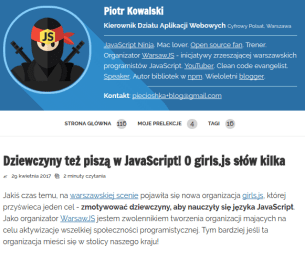 JS
Piotr Kowalski
Kierownik Działu Aplikacji Webowych Cyfrowy Polsat, Warszawa
JavaScript Ninja. Mac lover. Open source fan. Trener.
Organizator WarsawJS - inicjatywy zrzeszającej warszawskich
programistów JavaScript. YouTuber. Clean code ewangelist.
Speaker. Autor bibliotek w npm. Wieloletni blogger.
Kontakt: piecioshka@gmail.com
STRONA GŁÓWNA 116 MOJE PRELEKCJE 4 TAGI 16
Dziewczyny też piszą w JavaScript! O girls.js słów kilka
29 kwietnia 2017 2 minuty czytania
Jakiś czas temu, na warszawskiej scenie pojawiła się nowa organizacja girls.js, której
przyświeca jeden cel - zmotywować dziewczyny, aby nauczyły się języka JavaScript.
Jako organizator WarsawJS jestem zwolennikiem tworzenia organizacji mających na
celu aktywizację wszelkiej społeczności programistycznej. Tym bardziej jeśli ta
organizacja mieści się w stolicy naszego kraju!